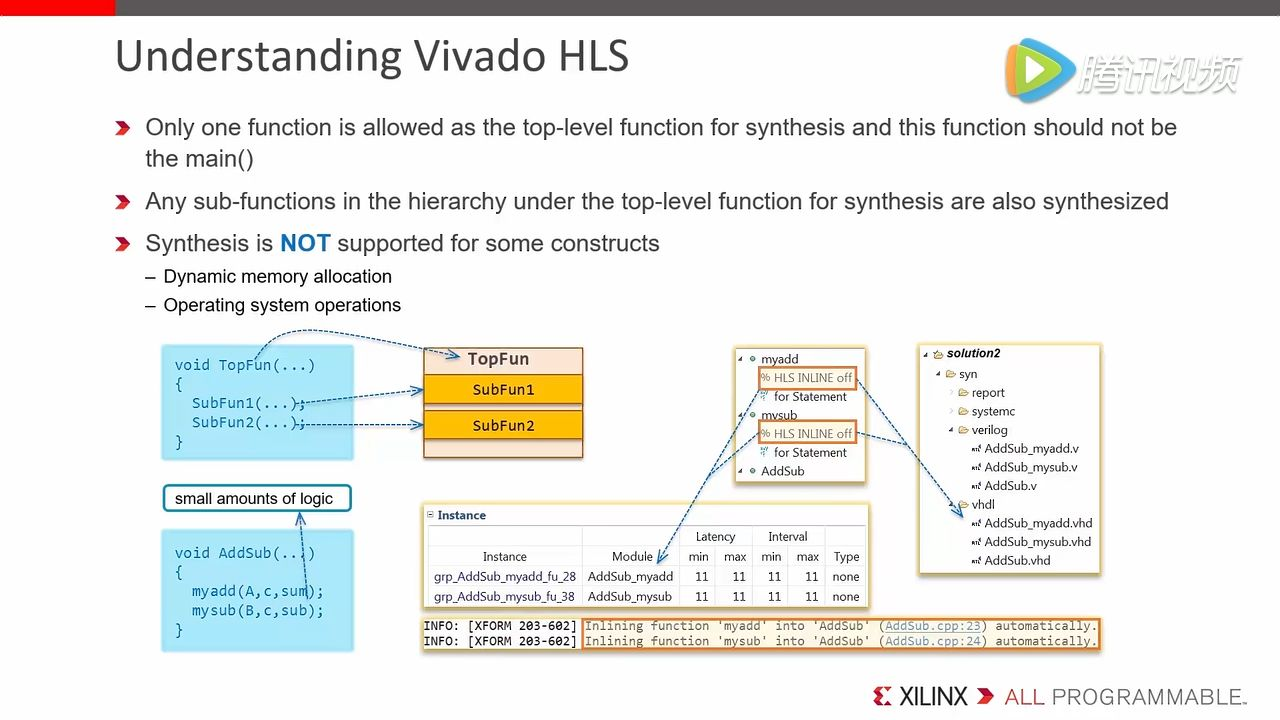 Understanding Vivado HLS
腾讯视频
Only one function is allowed as the top-level function for synthesis and this function should not be
the main()
Any sub-functions in the hierarchy under the top-level function for synthesis are also synthesized
Synthesis is NOT supported for some constructs
– Dynamic memory allocation
– Operating system operations
void TopFun(...)
{
SubFun1(...);
SubFun2(...);
}
TopFun
SubFun1
SubFun2
small amounts of logic
void AddSub(...)
{
myadd(A,c,sum);
mysub(B,c,sub);
}
myadd
% HLS INLINE off
for Statement
mysub
% HLS INLINE off
for Statement
AddSub
solution2
syn
report
systemc
verilog
AddSub_myadd.v
AddSub_mysub.v
AddSub.v
vhdl
AddSub_myadd.vhd
AddSub_mysub.vhd
AddSub.vhd
Instance
Latency Interval
Instance Module min max min max Type
grp_AddSub_myadd_fu_28 AddSub_myadd 11 11 11 11 none
grp_AddSub_mysub_fu_38 AddSub_mysub 11 11 11 11 none
INFO: [XFORM 203-602] Inlining function 'myadd' into 'AddSub' (AddSub.cpp:23) automatically.
INFO: [XFORM 203-602] Inlining function 'mysub' into 'AddSub' (AddSub.cpp:24) automatically.
XILINX ALL PROGRAMMABLE™